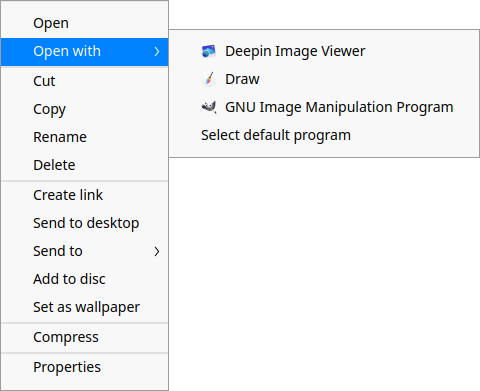 Open
Open with
Cut
Copy
Rename
Delete
Create link
Send to desktop
Send to
Add to disc
Set as wallpaper
Compress
Properties
Deepin Image Viewer
Draw
GNU Image Manipulation Program
Select default program